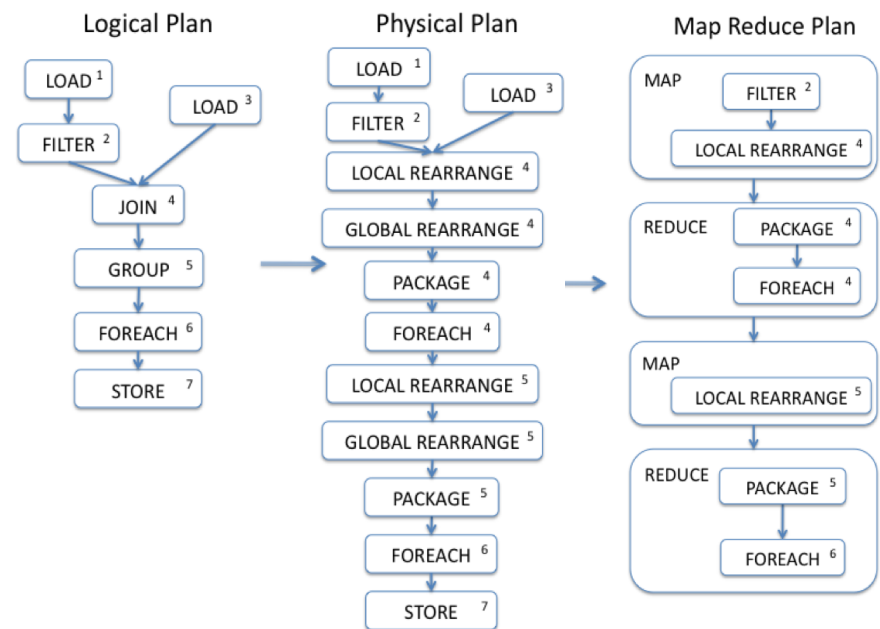 Logical Plan
LOAD 1
LOAD 3
FILTER 2
JOIN 4
GROUP 5
FOREACH 6
STORE 7
Physical Plan
LOAD 1
LOAD 3
FILTER 2
LOCAL REARRANGE 4
GLOBAL REARRANGE 4
PACKAGE 4
FOREACH 4
LOCAL REARRANGE 5
GLOBAL REARRANGE 5
PACKAGE 5
FOREACH 6
STORE 7
Map Reduce Plan
MAP
FILTER 2
LOCAL REARRANGE 4
REDUCE
PACKAGE 4
FOREACH 4
MAP
LOCAL REARRANGE 5
REDUCE
PACKAGE 5
FOREACH 6